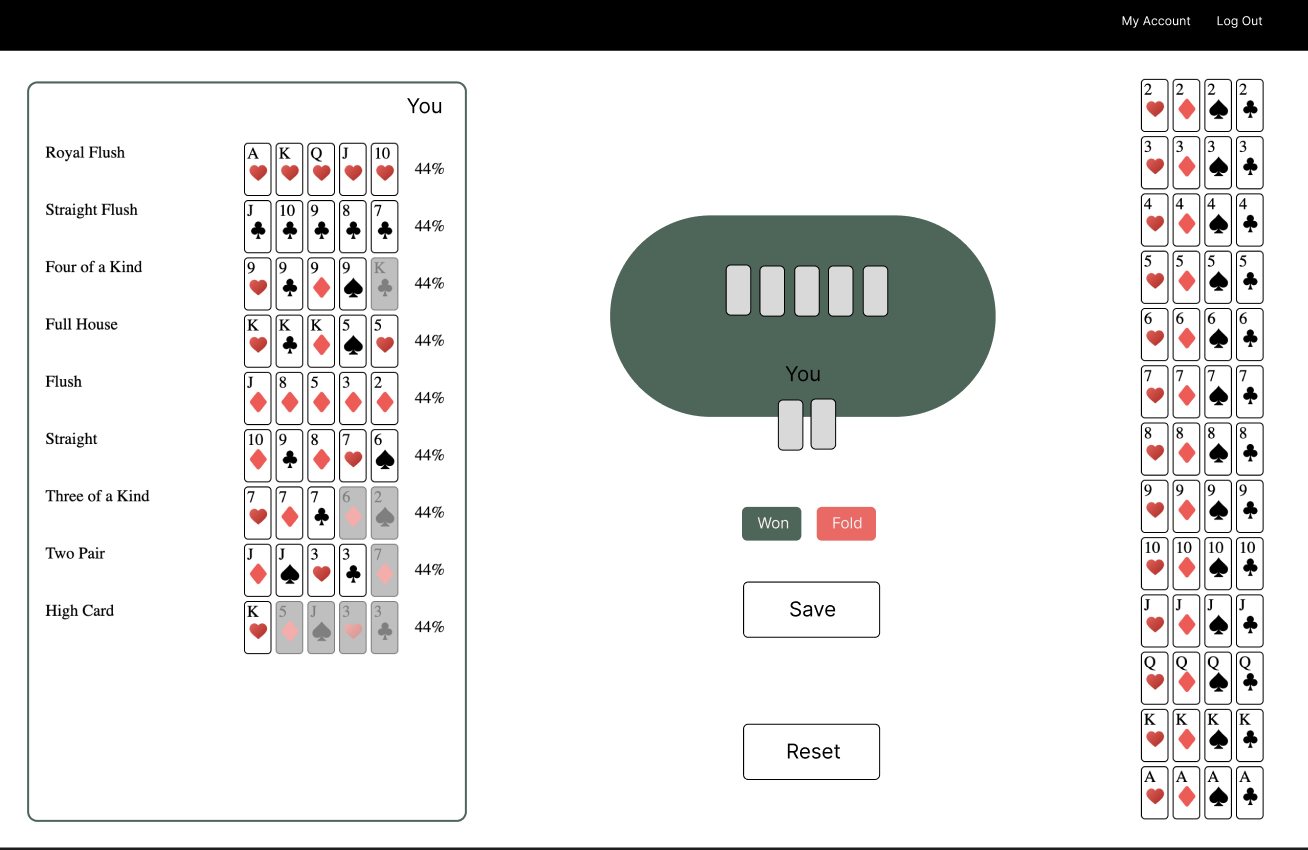 My Account Log Out
You
Royal Flush A K Q J 10 44%
Straight Flush J 10 9 8 7 44%
Four of a Kind 9 9 9 9 K 44%
Full House K K K 5 5 44%
Flush J 8 5 3 2 44%
Straight 10 9 8 7 6 44%
Three of a Kind 7 7 7 6 2 44%
Two Pair J J 3 3 7 44%
High Card K 5 J 3 3 44%
You
Won Fold
Save
Reset
2 2 2 2
3 3 3 3
4 4 4 4
5 5 5 5
6 6 6 6
7 7 7 7
8 8 8 8
9 9 9 9
10 10 10 10
J J J J
Q Q Q Q
K K K K
A A A A